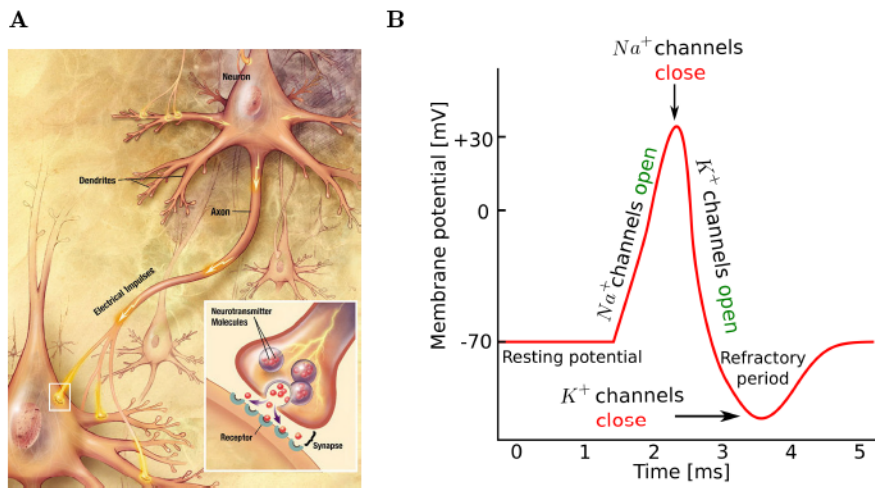 A
Neuron
Dendrites
Axon
Electrical Impulses
Neurotransmitter
Molecules
Receptor
Synapse
B
Na⁺ channels
close
Membrane potential [mV]
+30
0
-70
Na⁺ channels open
K⁺ channels open
Resting potential
Refractory
period
K⁺ channels
close
0 1 2 3 4 5
Time [ms]